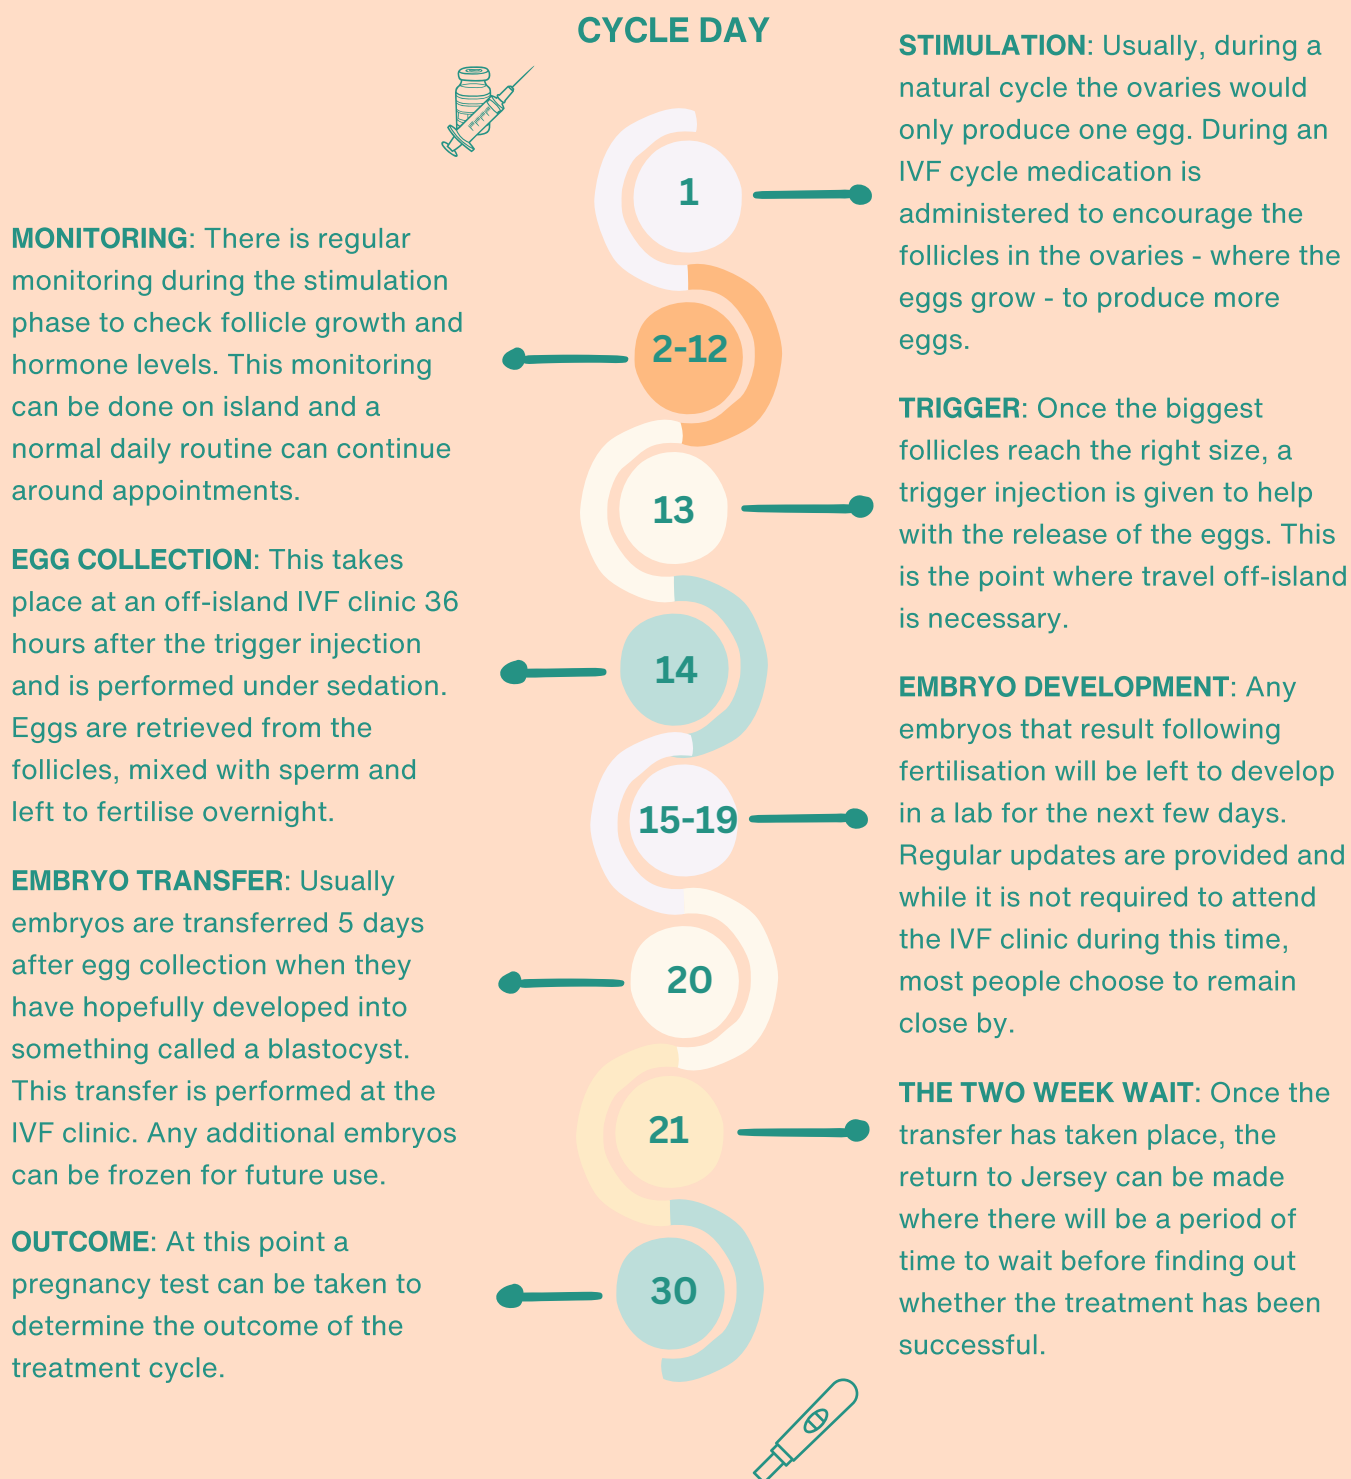 CYCLE DAY
1
STIMULATION: Usually, during a
natural cycle the ovaries would
only produce one egg. During an
IVF cycle medication is
administered to encourage the
follicles in the ovaries - where the
eggs grow - to produce more
eggs.
2-12
MONITORING: There is regular
monitoring during the stimulation
phase to check follicle growth and
hormone levels. This monitoring
can be done on island and a
normal daily routine can continue
around appointments.
13
TRIGGER: Once the biggest
follicles reach the right size, a
trigger injection is given to help
with the release of the eggs. This
is the point where travel off-island
is necessary.
14
EGG COLLECTION: This takes
place at an off-island IVF clinic 36
hours after the trigger injection
and is performed under sedation.
Eggs are retrieved from the
follicles, mixed with sperm and
left to fertilise overnight.
15-19
EMBRYO DEVELOPMENT: Any
embryos that result following
fertilisation will be left to develop
in a lab for the next few days.
Regular updates are provided and
while it is not required to attend
the IVF clinic during this time,
most people choose to remain
close by.
20
EMBRYO TRANSFER: Usually
embryos are transferred 5 days
after egg collection when they
have hopefully developed into
something called a blastocyst.
This transfer is performed at the
IVF clinic. Any additional embryos
can be frozen for future use.
21
THE TWO WEEK WAIT: Once the
transfer has taken place, the
return to Jersey can be made
where there will be a period of
time to wait before finding out
whether the treatment has been
successful.
30
OUTCOME: At this point a
pregnancy test can be taken to
determine the outcome of the
treatment cycle.